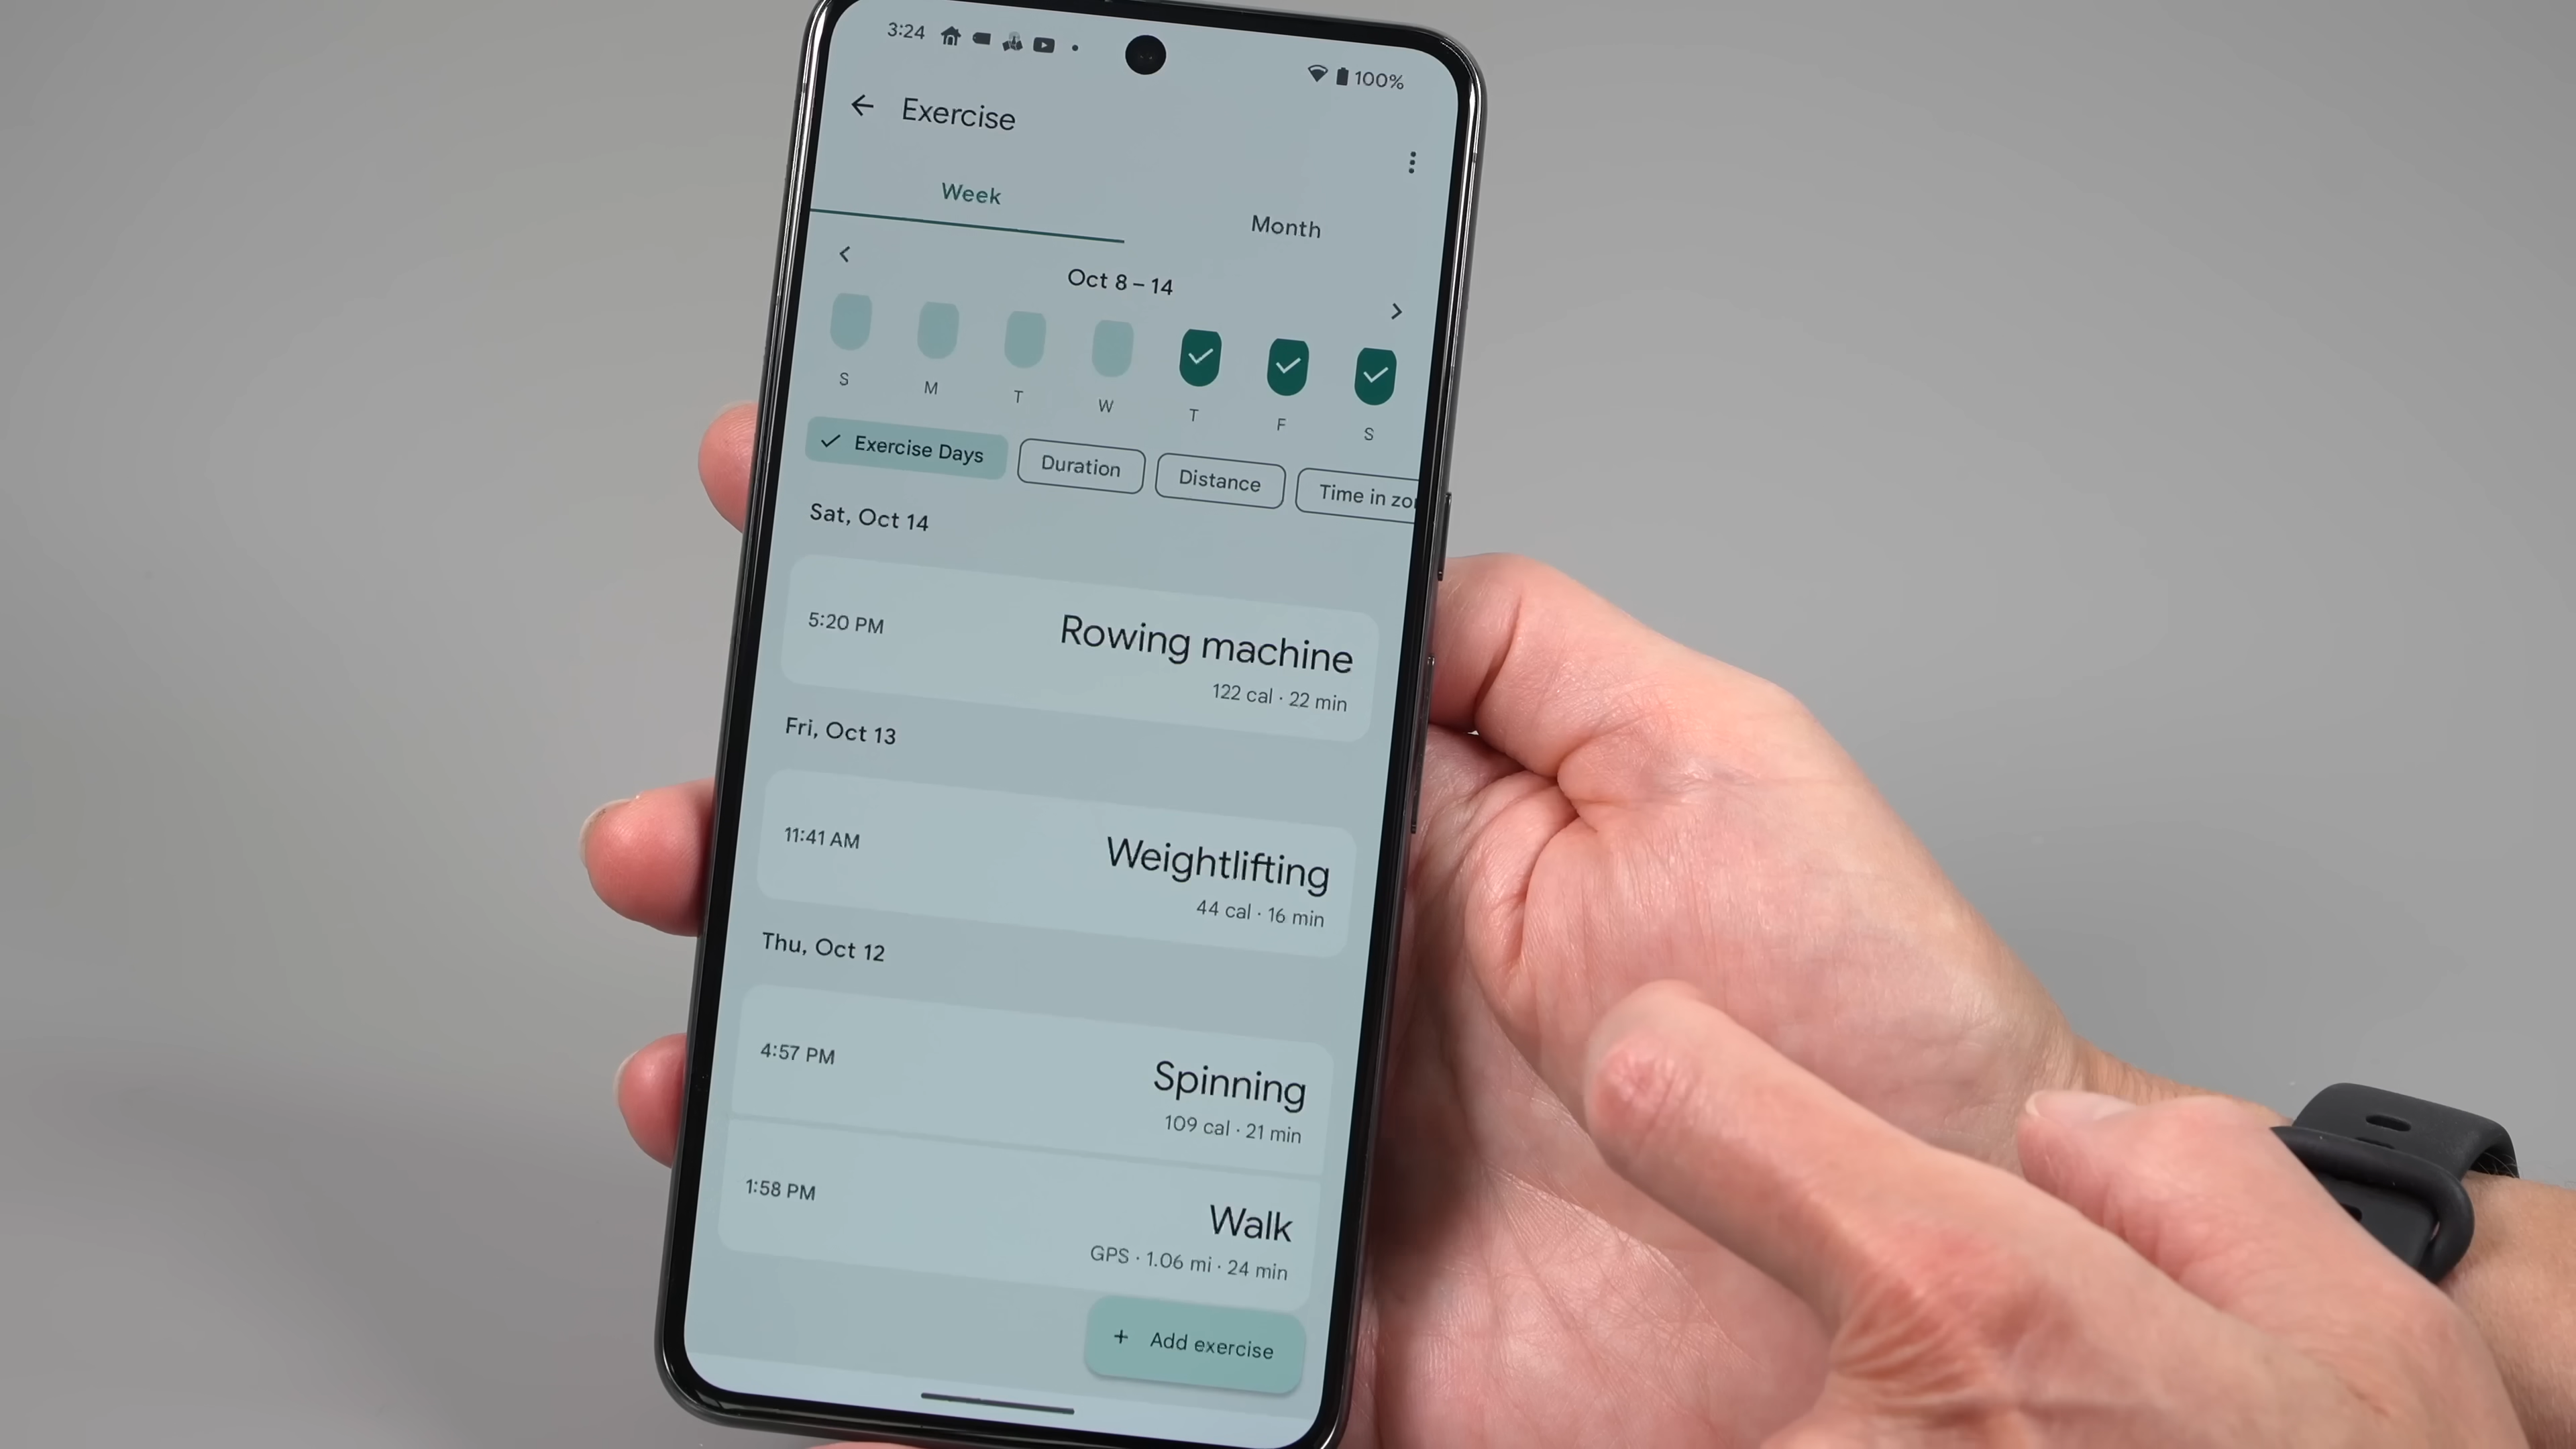 3:24
100%
Exercise
Week
Month
Oct 8 – 14
S M T W T F S
Exercise Days
Duration
Distance
Time in zo
Sat, Oct 14
5:20 PM
Rowing machine
122 cal · 22 min
Fri, Oct 13
11:41 AM
Weightlifting
44 cal · 16 min
Thu, Oct 12
4:57 PM
Spinning
109 cal · 21 min
1:58 PM
Walk
GPS · 1.06 mi · 24 min
+ Add exercise